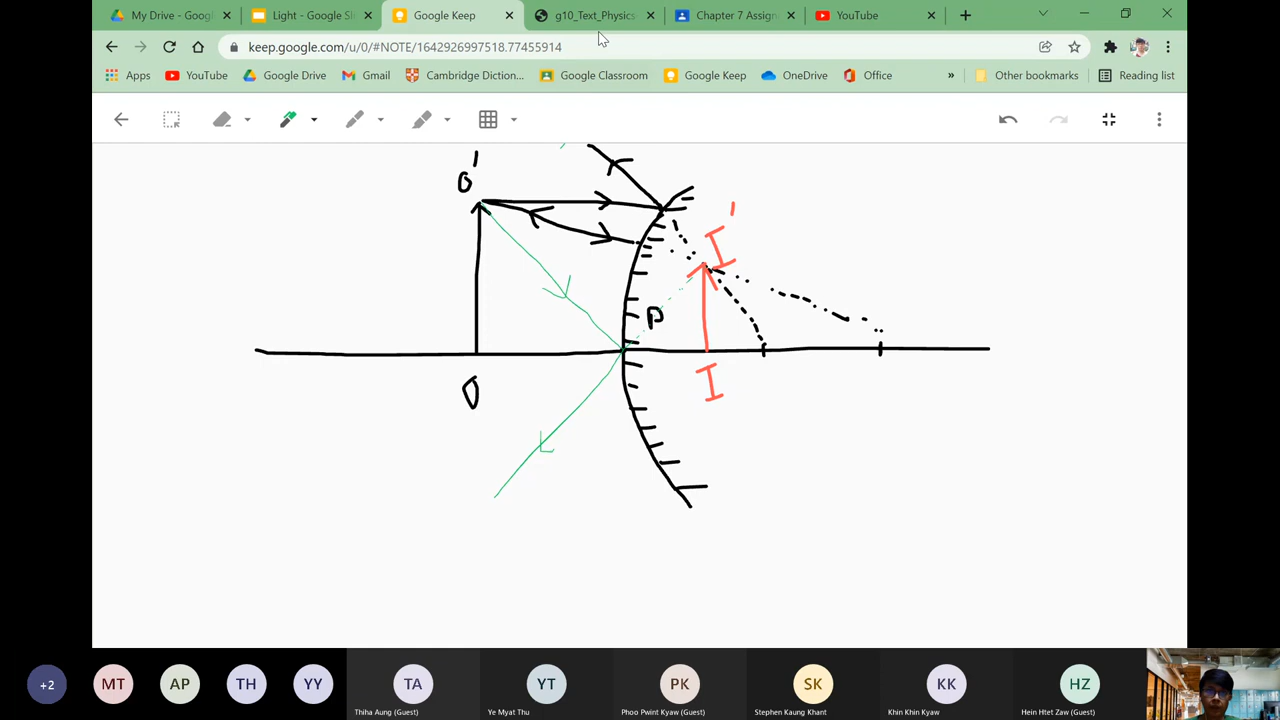 My Drive - Googl
Light - Google Sli
Google Keep
g10_Text_Physics
Chapter 7 Assign
YouTube
keep.google.com/u/0/#NOTE/1642926997518.77455914
Apps
YouTube
Google Drive
Gmail
Cambridge Diction...
Google Classroom
Google Keep
OneDrive
Office
»
Other bookmarks
Reading list
O'
I'
P
O
I
+2
MT
AP
TH
YY
TA
YT
PK
SK
KK
HZ
Thiha Aung (Guest)
Ye Myat Thu
Phoo Pwint Kyaw (Guest)
Stephen Kaung Khant
Khin Khin Kyaw
Hein Htet Zaw (Guest)